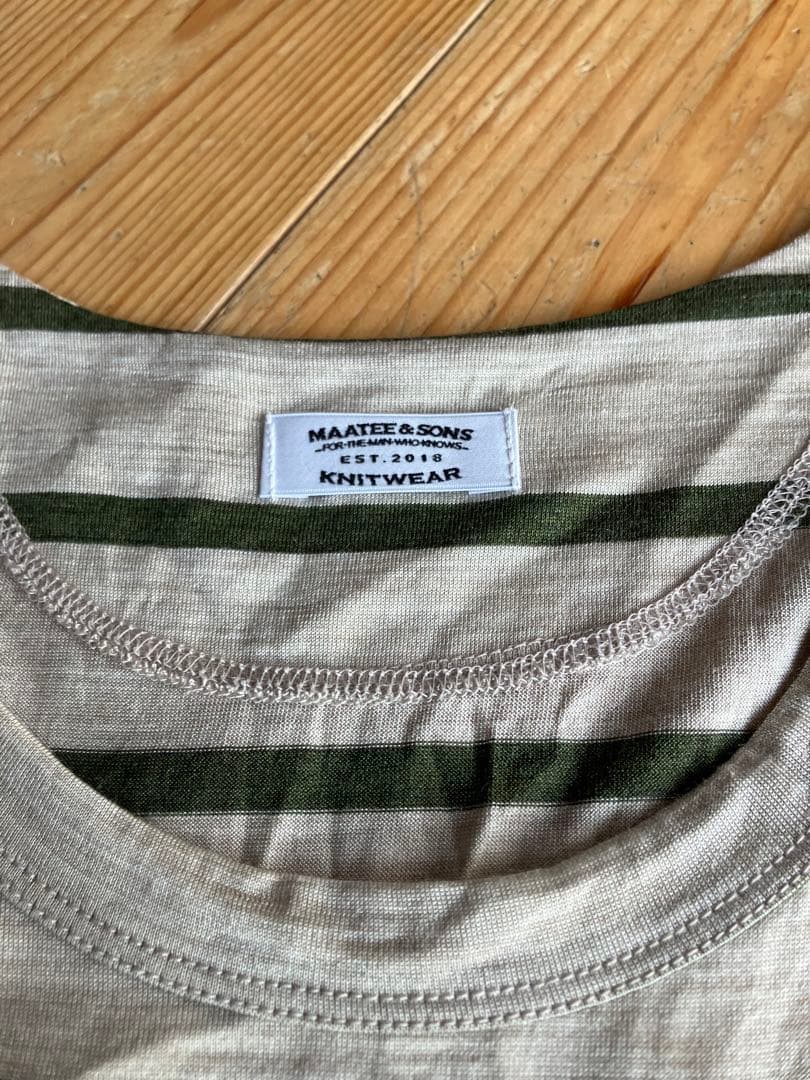 MAATEE & SONS
FOR·THE·MAN·WHO·KNOWS
EST. 2018
KNITWEAR